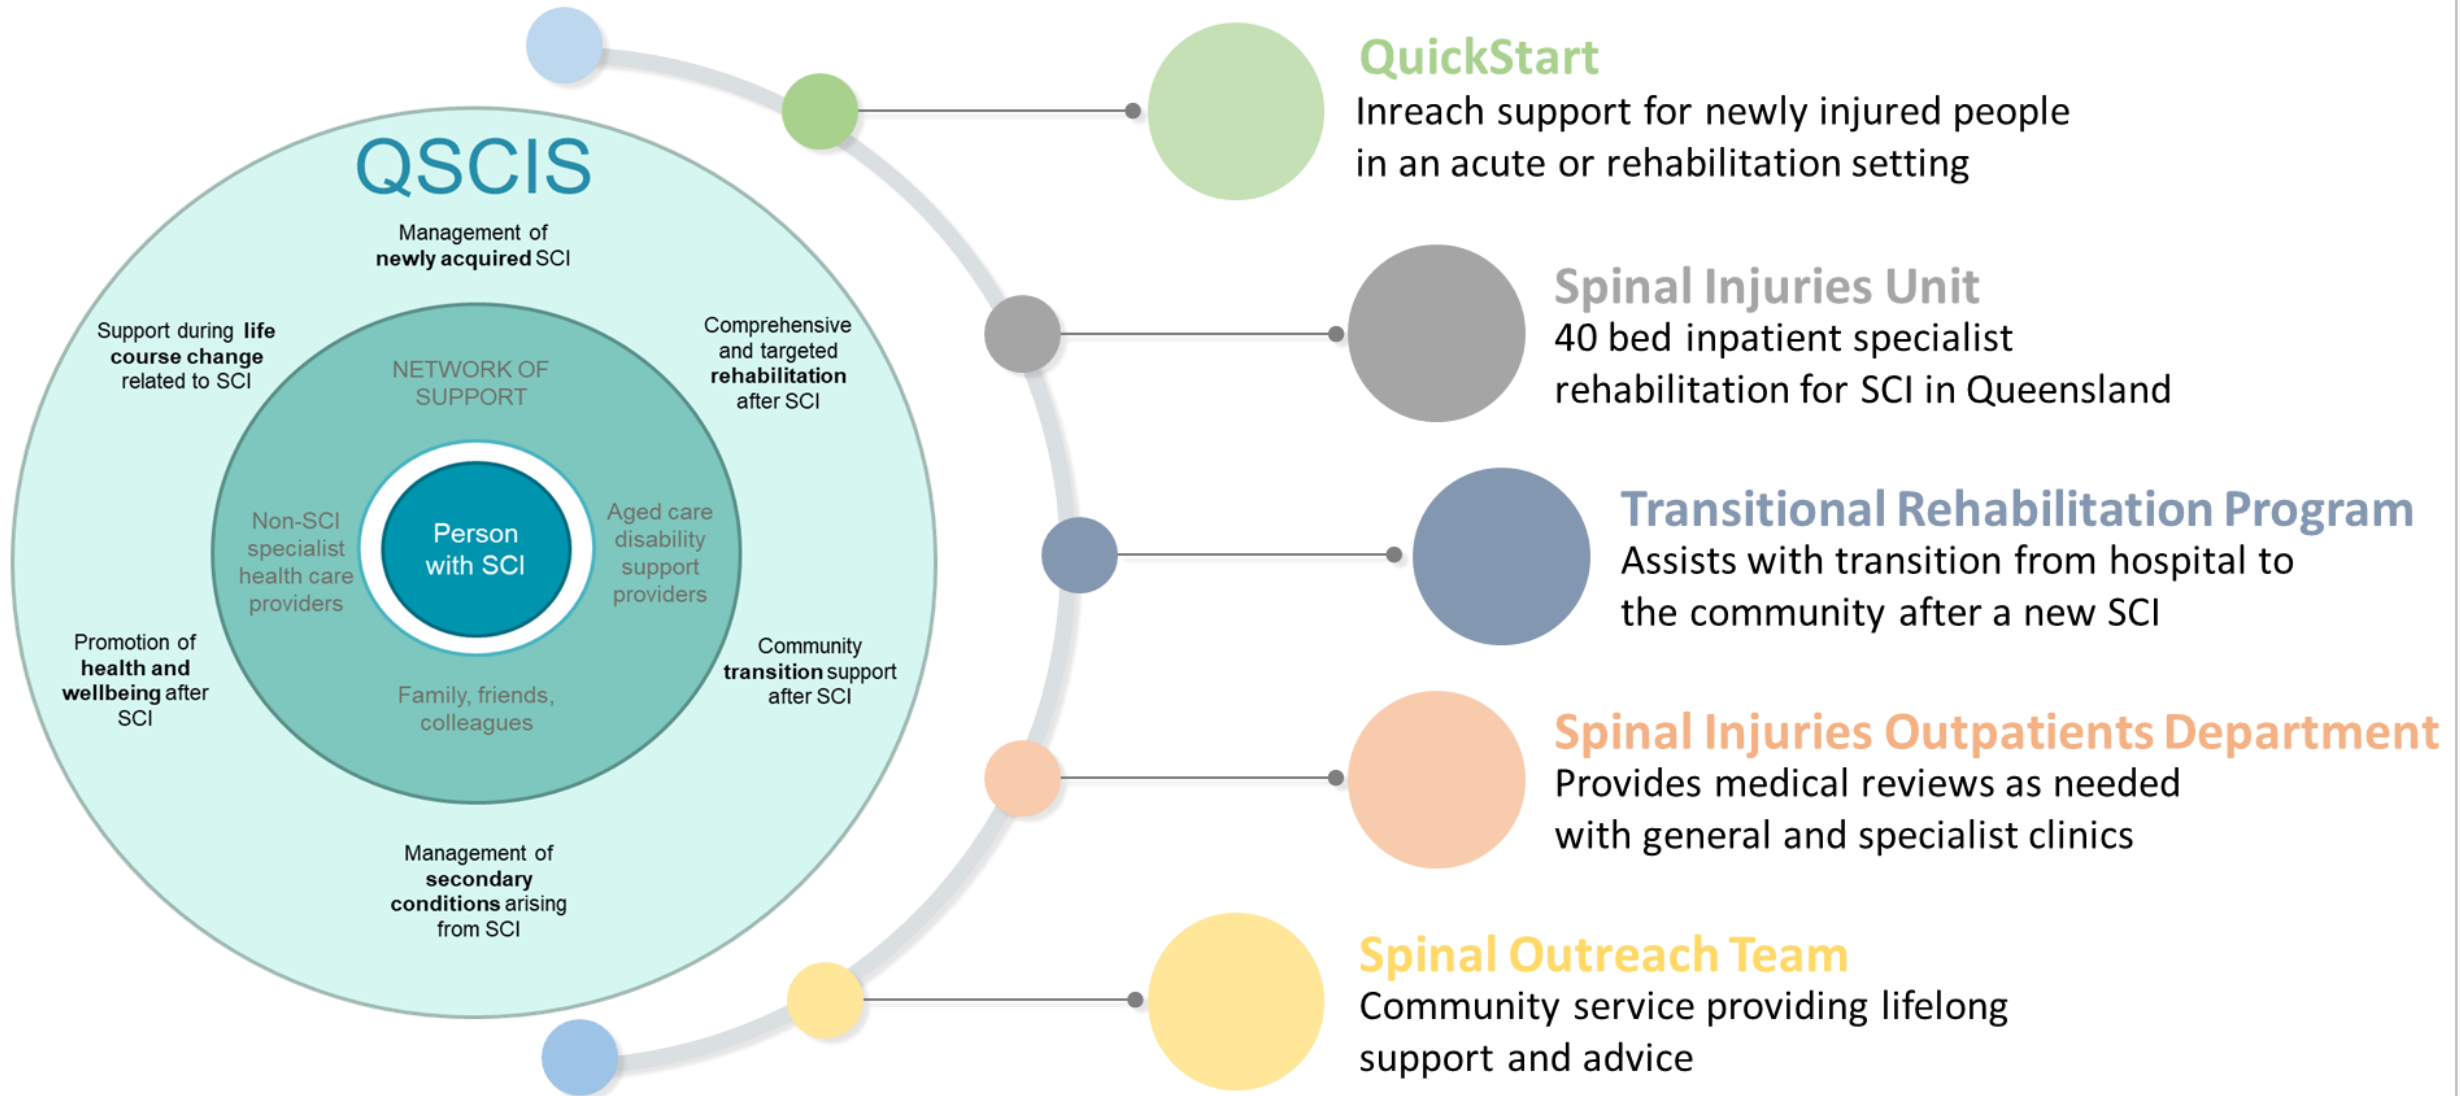 QSCIS
Management of
newly acquired SCI
Support during life
course change
related to SCI
Comprehensive
and targeted
rehabilitation
after SCI
NETWORK OF
SUPPORT
Non-SCI
specialist
health care
providers
Person
with SCI
Aged care
disability
support
providers
Family, friends,
colleagues
Promotion of
health and
wellbeing after
SCI
Community
transition support
after SCI
Management of
secondary
conditions arising
from SCI
QuickStart
Inreach support for newly injured people
in an acute or rehabilitation setting
Spinal Injuries Unit
40 bed inpatient specialist
rehabilitation for SCI in Queensland
Transitional Rehabilitation Program
Assists with transition from hospital to
the community after a new SCI
Spinal Injuries Outpatients Department
Provides medical reviews as needed
with general and specialist clinics
Spinal Outreach Team
Community service providing lifelong
support and advice